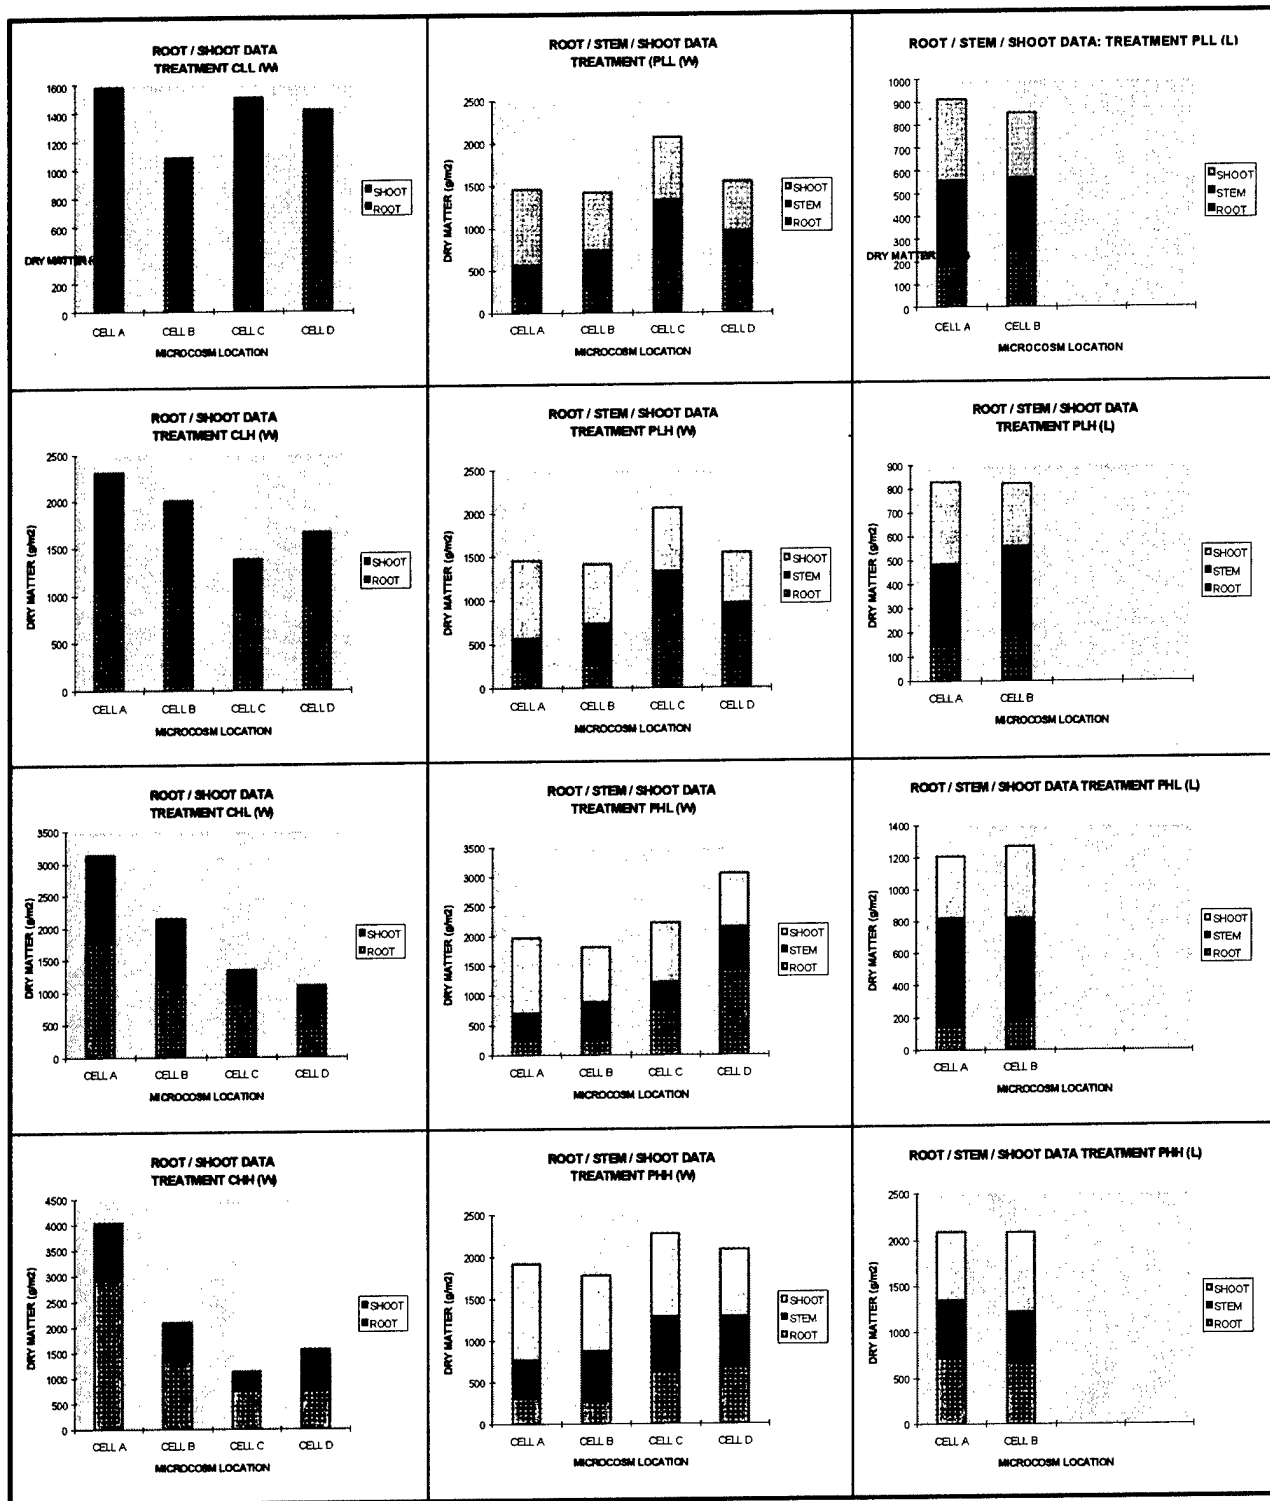 ROOT / SHOOT DATA
TREATMENT CLL (W)
1600
1400
1200
1000
800
600
400
200
0
DRY MATTER
CELL A CELL B CELL C CELL D
MICROCOSM LOCATION
SHOOT
ROOT
ROOT / STEM / SHOOT DATA
TREATMENT (PLL (W)
2500
2000
1500
1000
500
0
DRY MATTER (g/m2)
CELL A CELL B CELL C CELL D
MICROCOSM LOCATION
SHOOT
STEM
ROOT
ROOT / STEM / SHOOT DATA: TREATMENT PLL (L)
1000
900
800
700
600
500
400
300
200
100
0
DRY MATTER
CELL A CELL B
MICROCOSM LOCATION
SHOOT
STEM
ROOT
ROOT / SHOOT DATA
TREATMENT CLH (W)
2500
2000
1500
1000
500
0
DRY MATTER (g/m2)
CELL A CELL B CELL C CELL D
MICROCOSM LOCATION
SHOOT
ROOT
ROOT / STEM / SHOOT DATA
TREATMENT PLH (W)
2500
2000
1500
1000
500
0
DRY MATTER (g/m2)
CELL A CELL B CELL C CELL D
MICROCOSM LOCATION
SHOOT
STEM
ROOT
ROOT / STEM / SHOOT DATA
TREATMENT PLH (L)
900
800
700
600
500
400
300
200
100
0
DRY MATTER (g/m2)
CELL A CELL B
MICROCOSM LOCATION
SHOOT
STEM
ROOT
ROOT / SHOOT DATA
TREATMENT CHL (W)
3500
3000
2500
2000
1500
1000
500
0
DRY MATTER (g/m2)
CELL A CELL B CELL C CELL D
MICROCOSM LOCATION
SHOOT
ROOT
ROOT / STEM / SHOOT DATA
TREATMENT PHL (W)
3500
3000
2500
2000
1500
1000
500
0
DRY MATTER (g/m2)
CELL A CELL B CELL C CELL D
MICROCOSM LOCATION
SHOOT
STEM
ROOT
ROOT / STEM / SHOOT DATA TREATMENT PHL (L)
1400
1200
1000
800
600
400
200
0
DRY MATTER (g/m2)
CELL A CELL B
MICROCOSM LOCATION
SHOOT
STEM
ROOT
ROOT / SHOOT DATA
TREATMENT CHH (W)
4500
4000
3500
3000
2500
2000
1500
1000
500
0
DRY MATTER (g/m2)
CELL A CELL B CELL C CELL D
MICROCOSM LOCATION
SHOOT
ROOT
ROOT / STEM / SHOOT DATA
TREATMENT PHH (W)
2500
2000
1500
1000
500
0
DRY MATTER (g/m2)
CELL A CELL B CELL C CELL D
MICROCOSM LOCATION
SHOOT
STEM
ROOT
ROOT / STEM / SHOOT DATA TREATMENT PHH (L)
2500
2000
1500
1000
500
0
DRY MATTER (g/m2)
CELL A CELL B
MICROCOSM LOCATION
SHOOT
STEM
ROOT